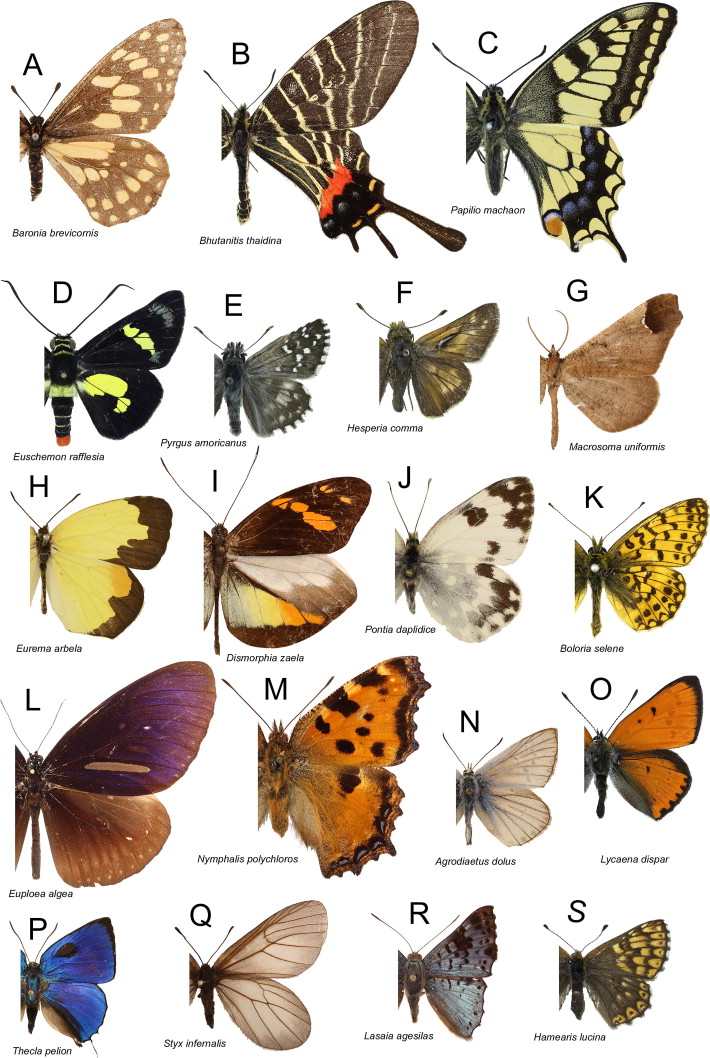 A
B
C
Baronia brevicornis
Bhutanitis thaidina
Papilio machaon
D
E
F
G
Euschemon rafflesia
Pyrgus amoricanus
Hesperia comma
Macrosoma uniformis
H
I
J
K
Eurema arbela
Dismorphia zaela
Pontia daplidice
Boloria selene
L
M
N
O
Euploea algea
Nymphalis polychloros
Agrodiaetus dolus
Lycaena dispar
P
Q
R
S
Thecla pelion
Styx infernalis
Lasaia agesilas
Hamearis lucina